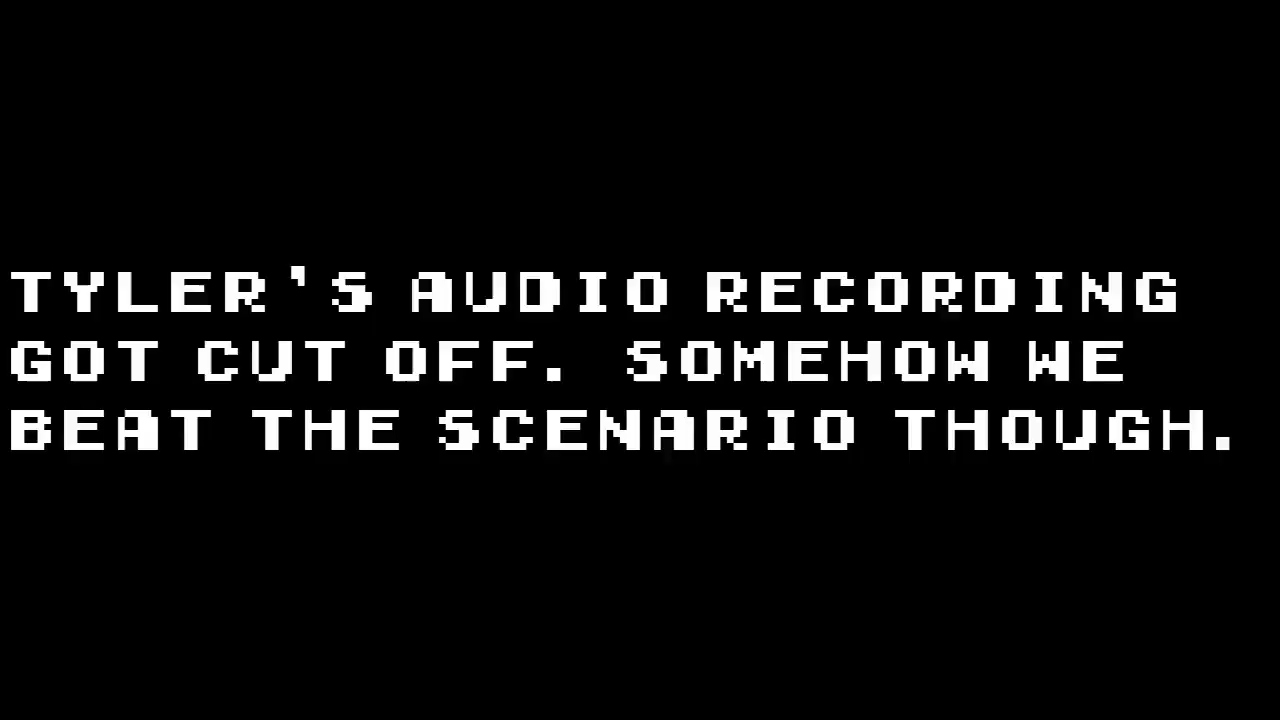 TYLER'S AUDIO RECORDING
GOT CUT OFF. SOMEHOW WE
BEAT THE SCENARIO THOUGH.